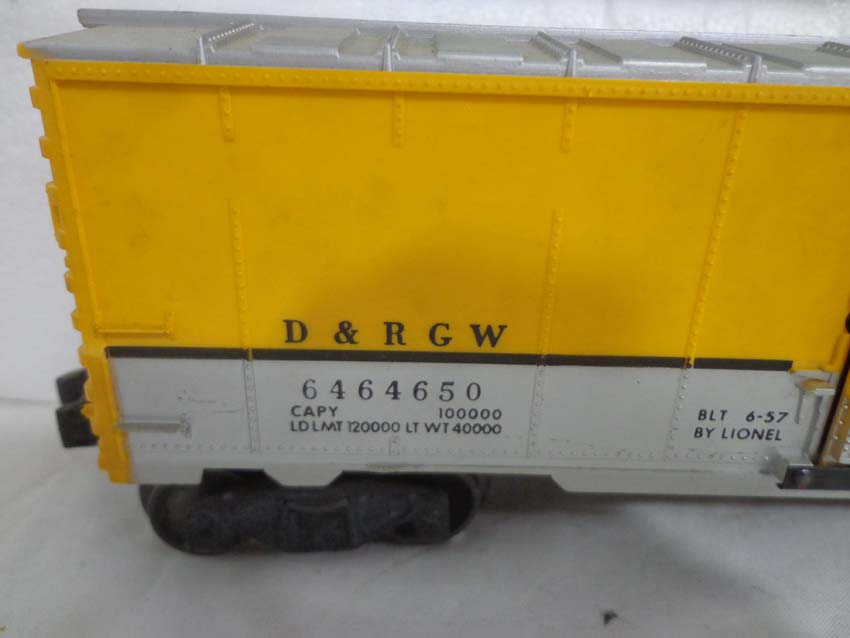 D & R G W
6464650
CAPY 100000
LD LMT 120000 LT WT 40000
BLT 6-57
BY LIONEL